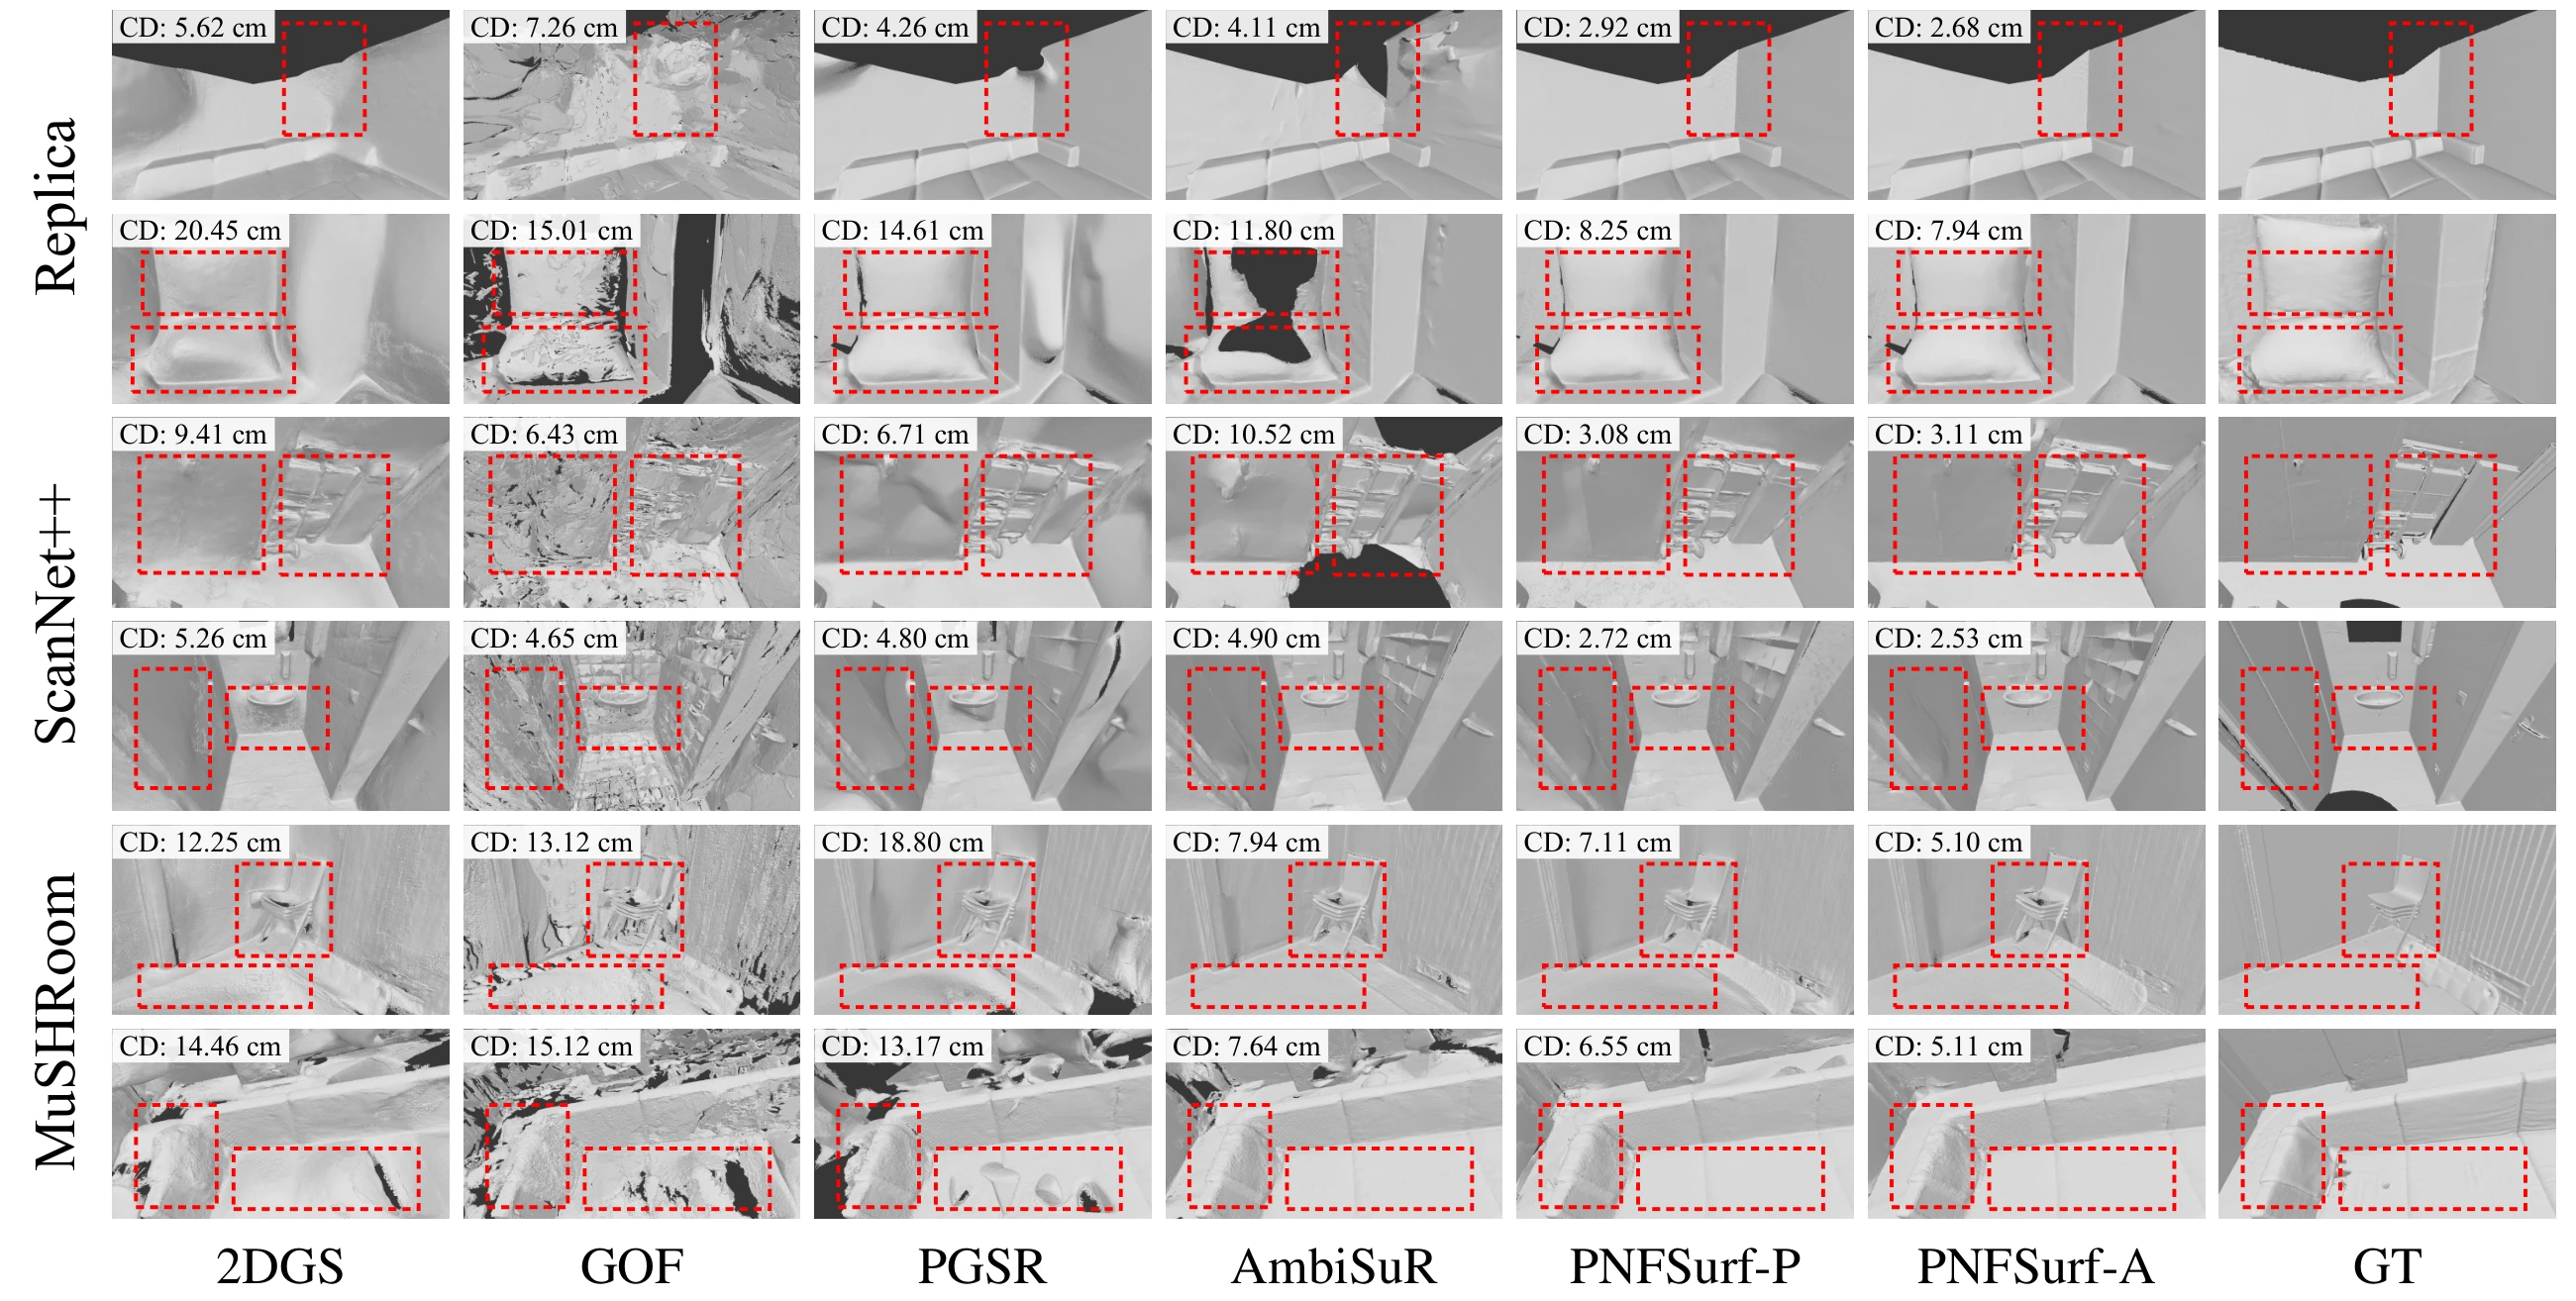 Replica
CD: 5.62 cm
CD: 7.26 cm
CD: 4.26 cm
CD: 4.11 cm
CD: 2.92 cm
CD: 2.68 cm
CD: 20.45 cm
CD: 15.01 cm
CD: 14.61 cm
CD: 11.80 cm
CD: 8.25 cm
CD: 7.94 cm
ScanNet++
CD: 9.41 cm
CD: 6.43 cm
CD: 6.71 cm
CD: 10.52 cm
CD: 3.08 cm
CD: 3.11 cm
CD: 5.26 cm
CD: 4.65 cm
CD: 4.80 cm
CD: 4.90 cm
CD: 2.72 cm
CD: 2.53 cm
MuSHRoom
CD: 12.25 cm
CD: 13.12 cm
CD: 18.80 cm
CD: 7.94 cm
CD: 7.11 cm
CD: 5.10 cm
CD: 14.46 cm
CD: 15.12 cm
CD: 13.17 cm
CD: 7.64 cm
CD: 6.55 cm
CD: 5.11 cm
2DGS
GOF
PGSR
AmbiSuR
PNFSurf-P
PNFSurf-A
GT